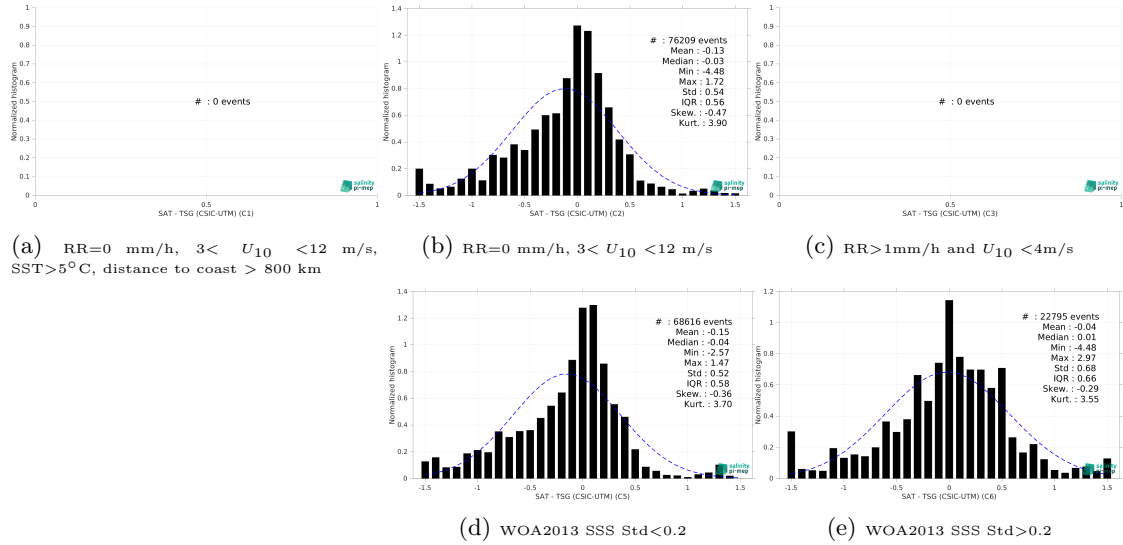 1
0.9
0.8
0.7
0.6
0.5
0.4
0.3
0.2
0.1
0
Normalized histogram
# : 0 events
0 0.5 1
SAT - TSG (CSIC-UTM) (C1)
salinity
pi-mep
(a) RR=0 mm/h, 3< U10 <12 m/s,
SST>5°C, distance to coast > 800 km
1.4
1.2
1
0.8
0.6
0.4
0.2
0
Normalized histogram
# : 76209 events
Mean : -0.13
Median : -0.03
Min : -4.48
Max : 1.72
Std : 0.54
IQR : 0.56
Skew. : -0.47
Kurt. : 3.90
-1.5 -1 -0.5 0 0.5 1 1.5
SAT - TSG (CSIC-UTM) (C2)
salinity
pi-mep
(b) RR=0 mm/h, 3< U10 <12 m/s
1
0.9
0.8
0.7
0.6
0.5
0.4
0.3
0.2
0.1
0
Normalized histogram
# : 0 events
0 0.5 1
SAT - TSG (CSIC-UTM) (C3)
salinity
pi-mep
(c) RR>1mm/h and U10 <4m/s
1.4
1.2
1
0.8
0.6
0.4
0.2
0
Normalized histogram
# : 68616 events
Mean : -0.15
Median : -0.04
Min : -2.57
Max : 1.47
Std : 0.52
IQR : 0.58
Skew. : -0.36
Kurt. : 3.70
-1.5 -1 -0.5 0 0.5 1 1.5
SAT - TSG (CSIC-UTM) (C5)
salinity
pi-mep
(d) WOA2013 SSS Std<0.2
1.2
1
0.8
0.6
0.4
0.2
0
Normalized histogram
# : 22795 events
Mean : -0.04
Median : 0.01
Min : -4.48
Max : 2.97
Std : 0.68
IQR : 0.66
Skew. : -0.29
Kurt. : 3.55
-1.5 -1 -0.5 0 0.5 1 1.5
SAT - TSG (CSIC-UTM) (C6)
salinity
pi-mep
(e) WOA2013 SSS Std>0.2